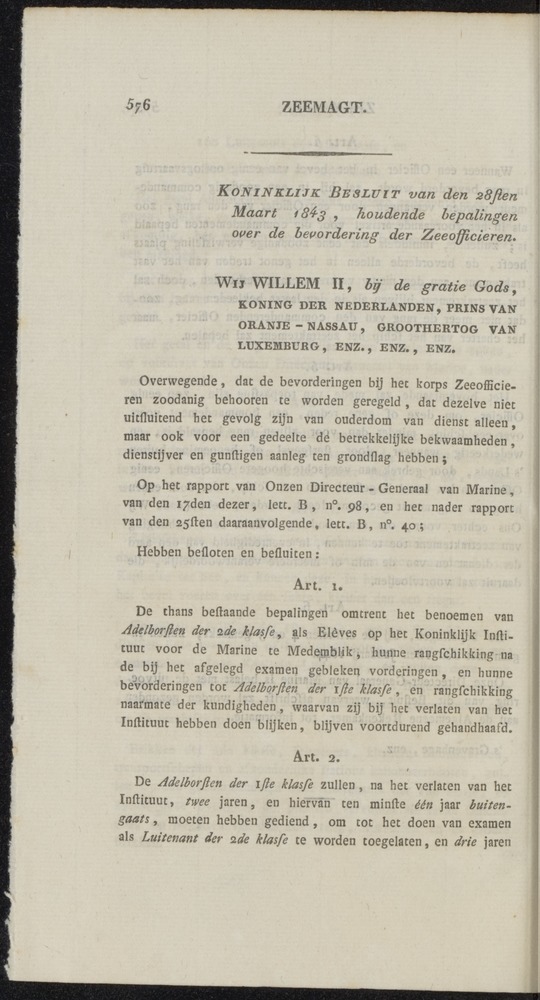 576 ZEEMAGT.
KONINKLIJK BESLUIT van den 28ſten
Maart 1843, houdende bepalingen
over de bevordering der Zeeofficieren.
WIJ WILLEM II, bij de gratie Gods,
KONING DER NEDERLANDEN, PRINS VAN
ORANJE – NASSAU, GROOTHERTOG VAN
LUXEMBURG, ENZ., ENZ., ENZ.
Overwegende, dat de bevorderingen bij het korps Zeeofficie-
ren zoodanig behooren te worden geregeld, dat dezelve niet
uitſluitend het gevolg zijn van ouderdom van dienst alleen,
maar ook voor een gedeelte de betrekkelijke bekwaamheden,
dienstijver en gunſtigen aanleg ten grondſlag hebben;
Op het rapport van Onzen Directeur - Generaal van Marine,
van den 17den dezer, lett. B, nº. 98, en het nader rapport
van den 25ſten daaraanvolgende, lett. B, nº. 40;
Hebben beſloten en beſluiten:
Art. 1.
De thans beſtaande bepalingen omtrent het benoemen van
Adelborſten der 2de klasſe, als Elèves op het Koninklijk Inſti-
tuut voor de Marine te Medemblik, hunne rangſchikking na
de bij het afgelegd examen gebleken vorderingen, en hunne
bevorderingen tot Adelborſten der 1ſte klasſe, en rangſchikking
naarmate der kundigheden, waarvan zij bij het verlaten van het
Inſtituut hebben doen blijken, blijven voortdurend gehandhaafd.
Art. 2.
De Adelborſten der 1ſte klasſe zullen, na het verlaten van het
Inſtituut, twee jaren, en hiervan ten minſte één jaar buiten-
gaats, moeten hebben gediend, om tot het doen van examen
als Luitenant der 2de klasſe te worden toegelaten, en drie jaren